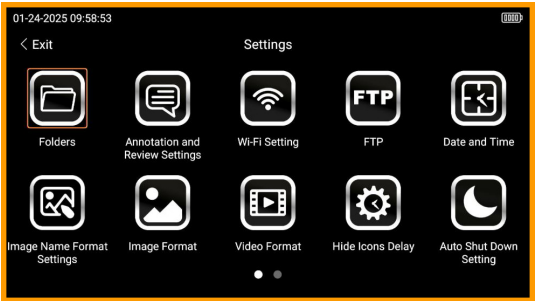 01-24-2025 09:58:53
Exit
Settings
FTP
Folders
Annotation and
Review Settings
Wi-Fi Setting
FTP
Date and Time
Image Name Format
Settings
Image Format
Video Format
Hide Icons Delay
Auto Shut Down
Setting